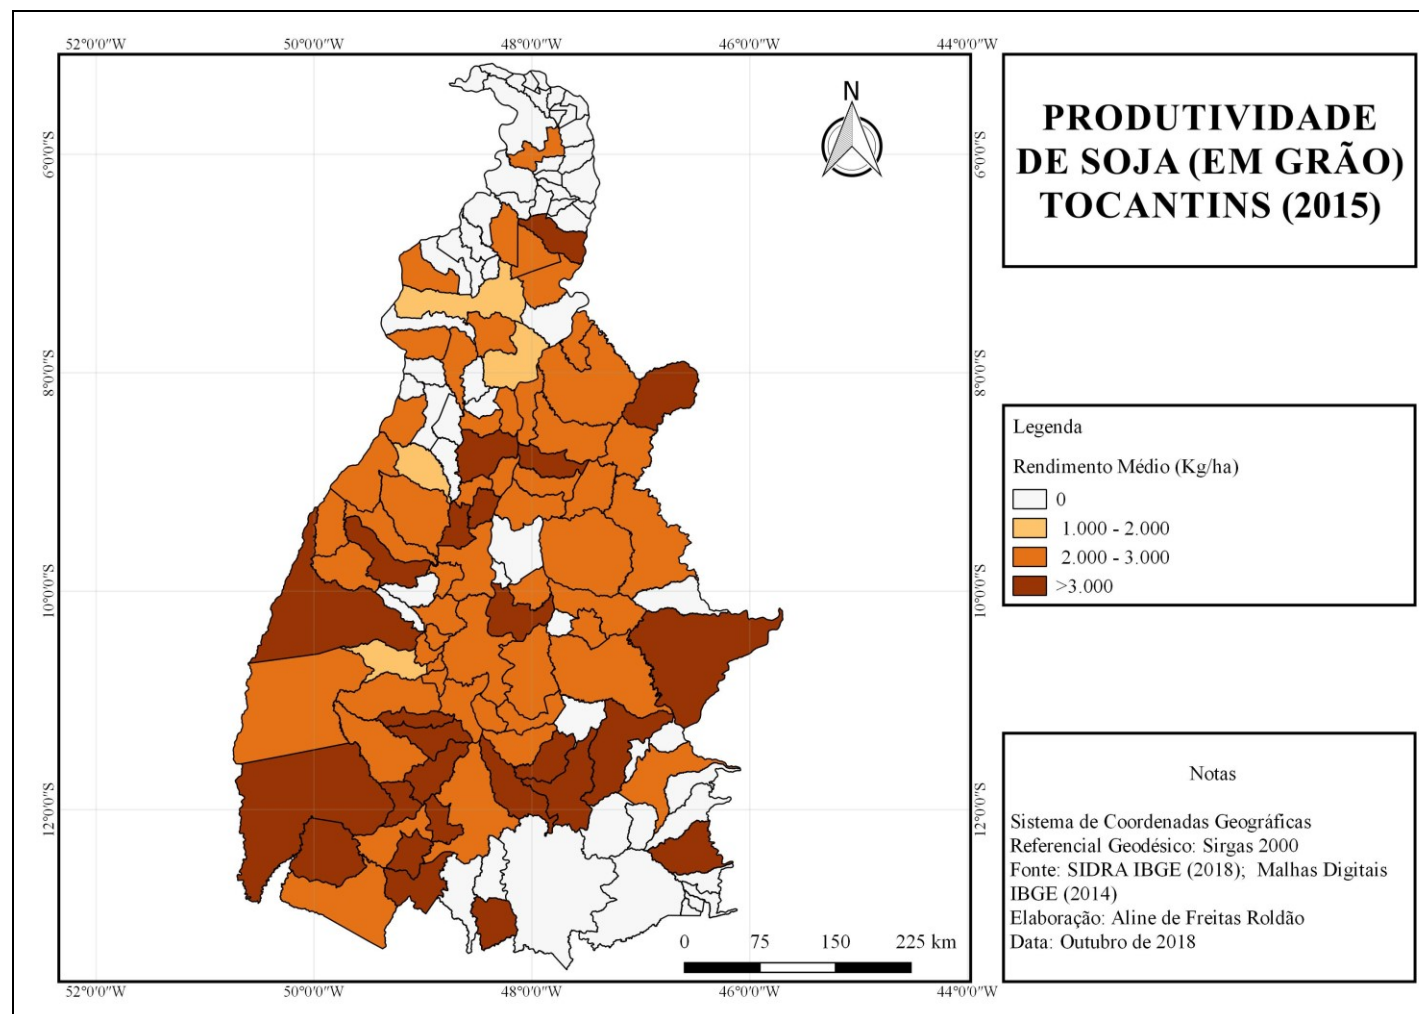 52°0'0"W
50°0'0"W
48°0'0"W
46°0'0"W
44°0'0"W
6°0'0"S
8°0'0"S
10°0'0"S
12°0'0"S
N
6°0'0"S
8°0'0"S
10°0'0"S
12°0'0"S
0 75 150 225 km
52°0'0"W
50°0'0"W
48°0'0"W
46°0'0"W
44°0'0"W
PRODUTIVIDADE
DE SOJA (EM GRÃO)
TOCANTINS (2015)
Legenda
Rendimento Médio (Kg/ha)
0
1.000 - 2.000
2.000 - 3.000
>3.000
Notas
Sistema de Coordenadas Geográficas
Referencial Geodésico: Sirgas 2000
Fonte: SIDRA IBGE (2018); Malhas Digitais
IBGE (2014)
Elaboração: Aline de Freitas Roldão
Data: Outubro de 2018